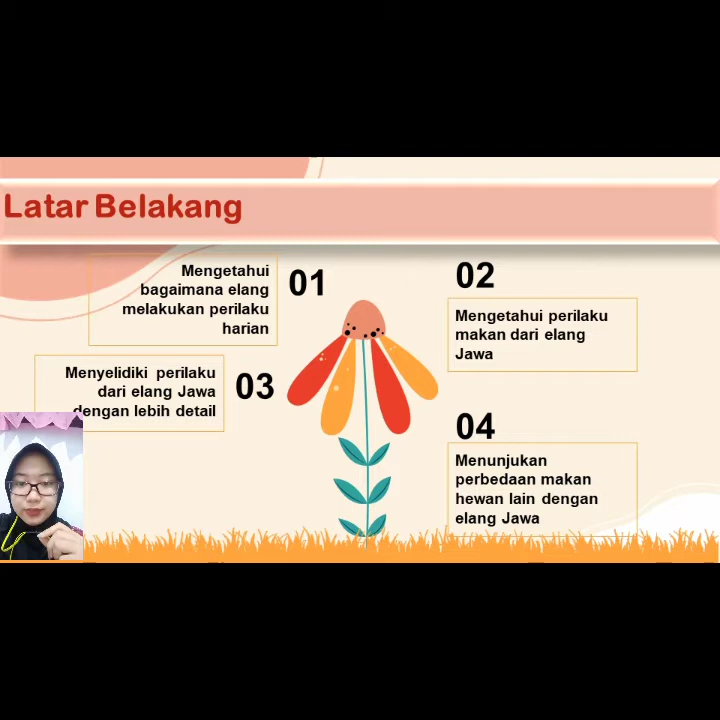 Latar Belakang
Mengetahui
bagaimana elang
melakukan perilaku
harian
01
02
Mengetahui perilaku
makan dari elang
Jawa
Menyelidiki perilaku
dari elang Jawa
dengan lebih detail
03
04
Menunjukan
perbedaan makan
hewan lain dengan
elang Jawa